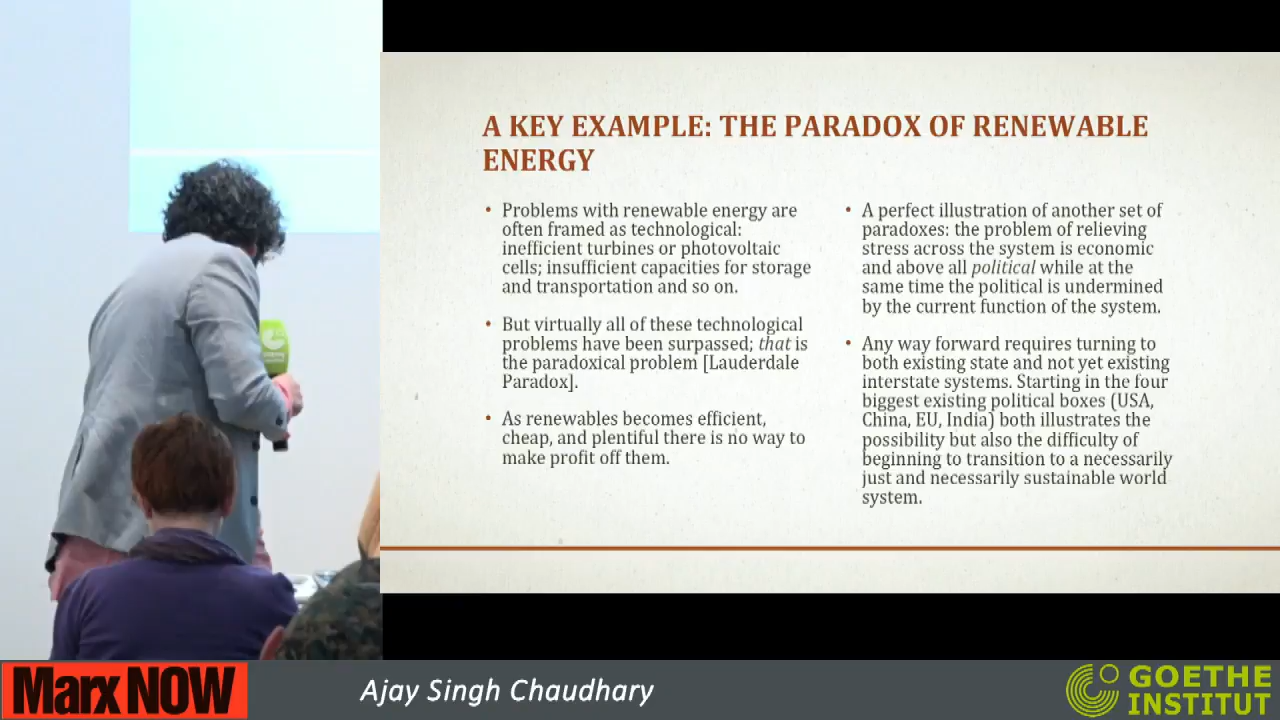 A KEY EXAMPLE: THE PARADOX OF RENEWABLE
ENERGY
• Problems with renewable energy are
often framed as technological:
inefficient turbines or photovoltaic
cells; insufficient capacities for storage
and transportation and so on.
• But virtually all of these technological
problems have been surpassed; that is
the paradoxical problem [Lauderdale
Paradox].
• As renewables becomes efficient,
cheap, and plentiful there is no way to
make profit off them.
• A perfect illustration of another set of
paradoxes: the problem of relieving
stress across the system is economic
and above all political while at the
same time the political is undermined
by the current function of the system.
• Any way forward requires turning to
both existing state and not yet existing
interstate systems. Starting in the four
biggest existing political boxes (USA,
China, EU, India) both illustrates the
possibility but also the difficulty of
beginning to transition to a necessarily
just and necessarily sustainable world
system.
Marx NOW
Ajay Singh Chaudhary
GOETHE
INSTITUT